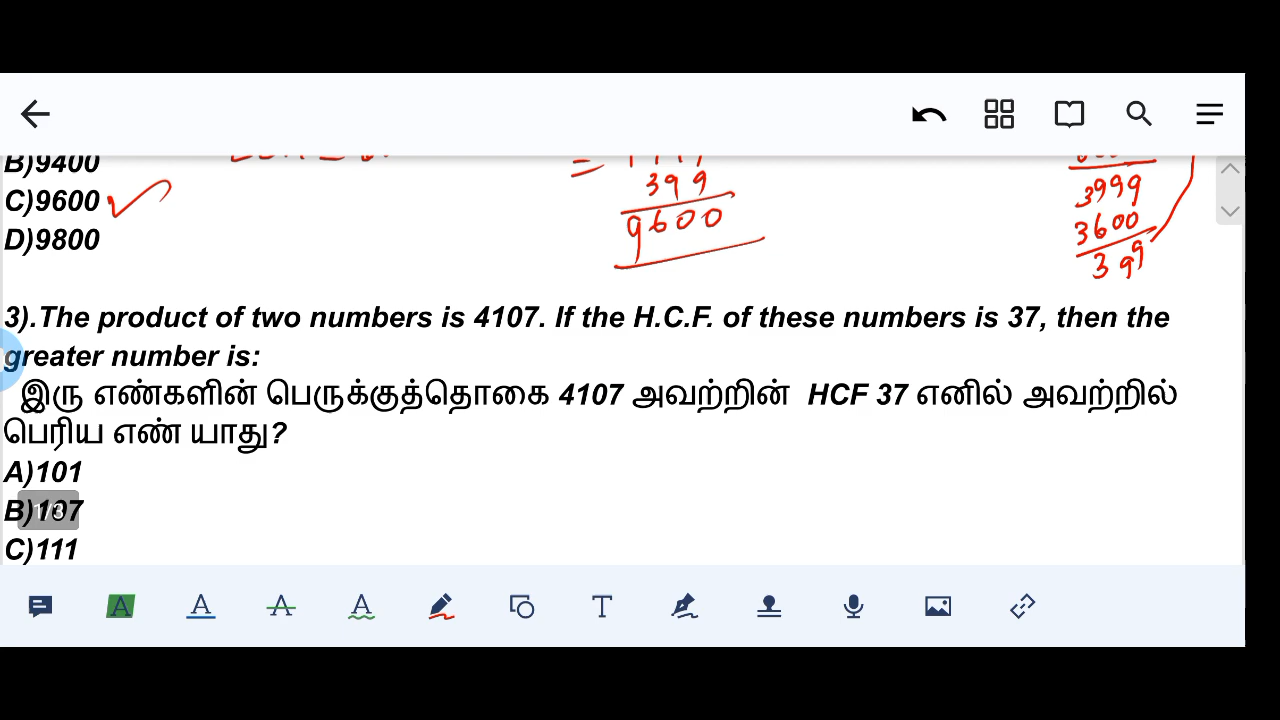 B)9400
C)9600
D)9800
399
9600
3999
3600
399
3).The product of two numbers is 4107. If the H.C.F. of these numbers is 37, then the
greater number is:
இரு எண்களின் பெருக்குத்தொகை 4107 அவற்றின் HCF 37 எனில் அவற்றில்
பெரிய எண் யாது?
A)101
B)107
1/3
C)111